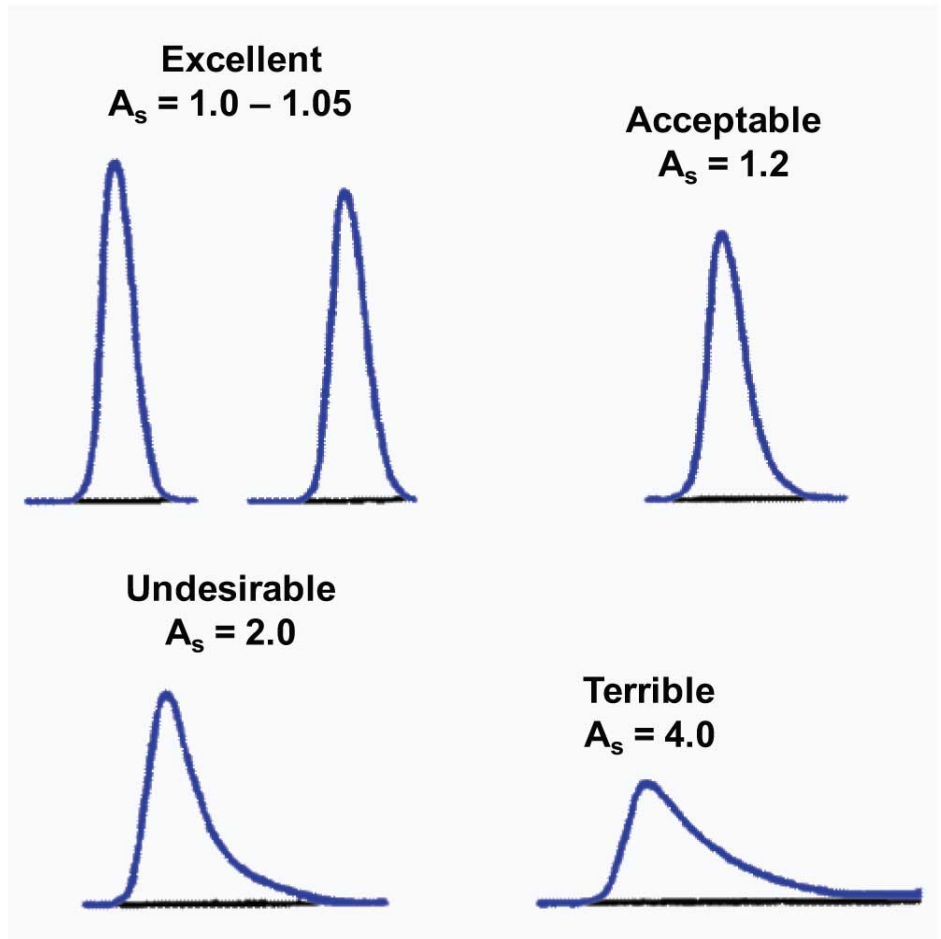 Excellent
Aₛ = 1.0 – 1.05
Acceptable
Aₛ = 1.2
Undesirable
Aₛ = 2.0
Terrible
Aₛ = 4.0